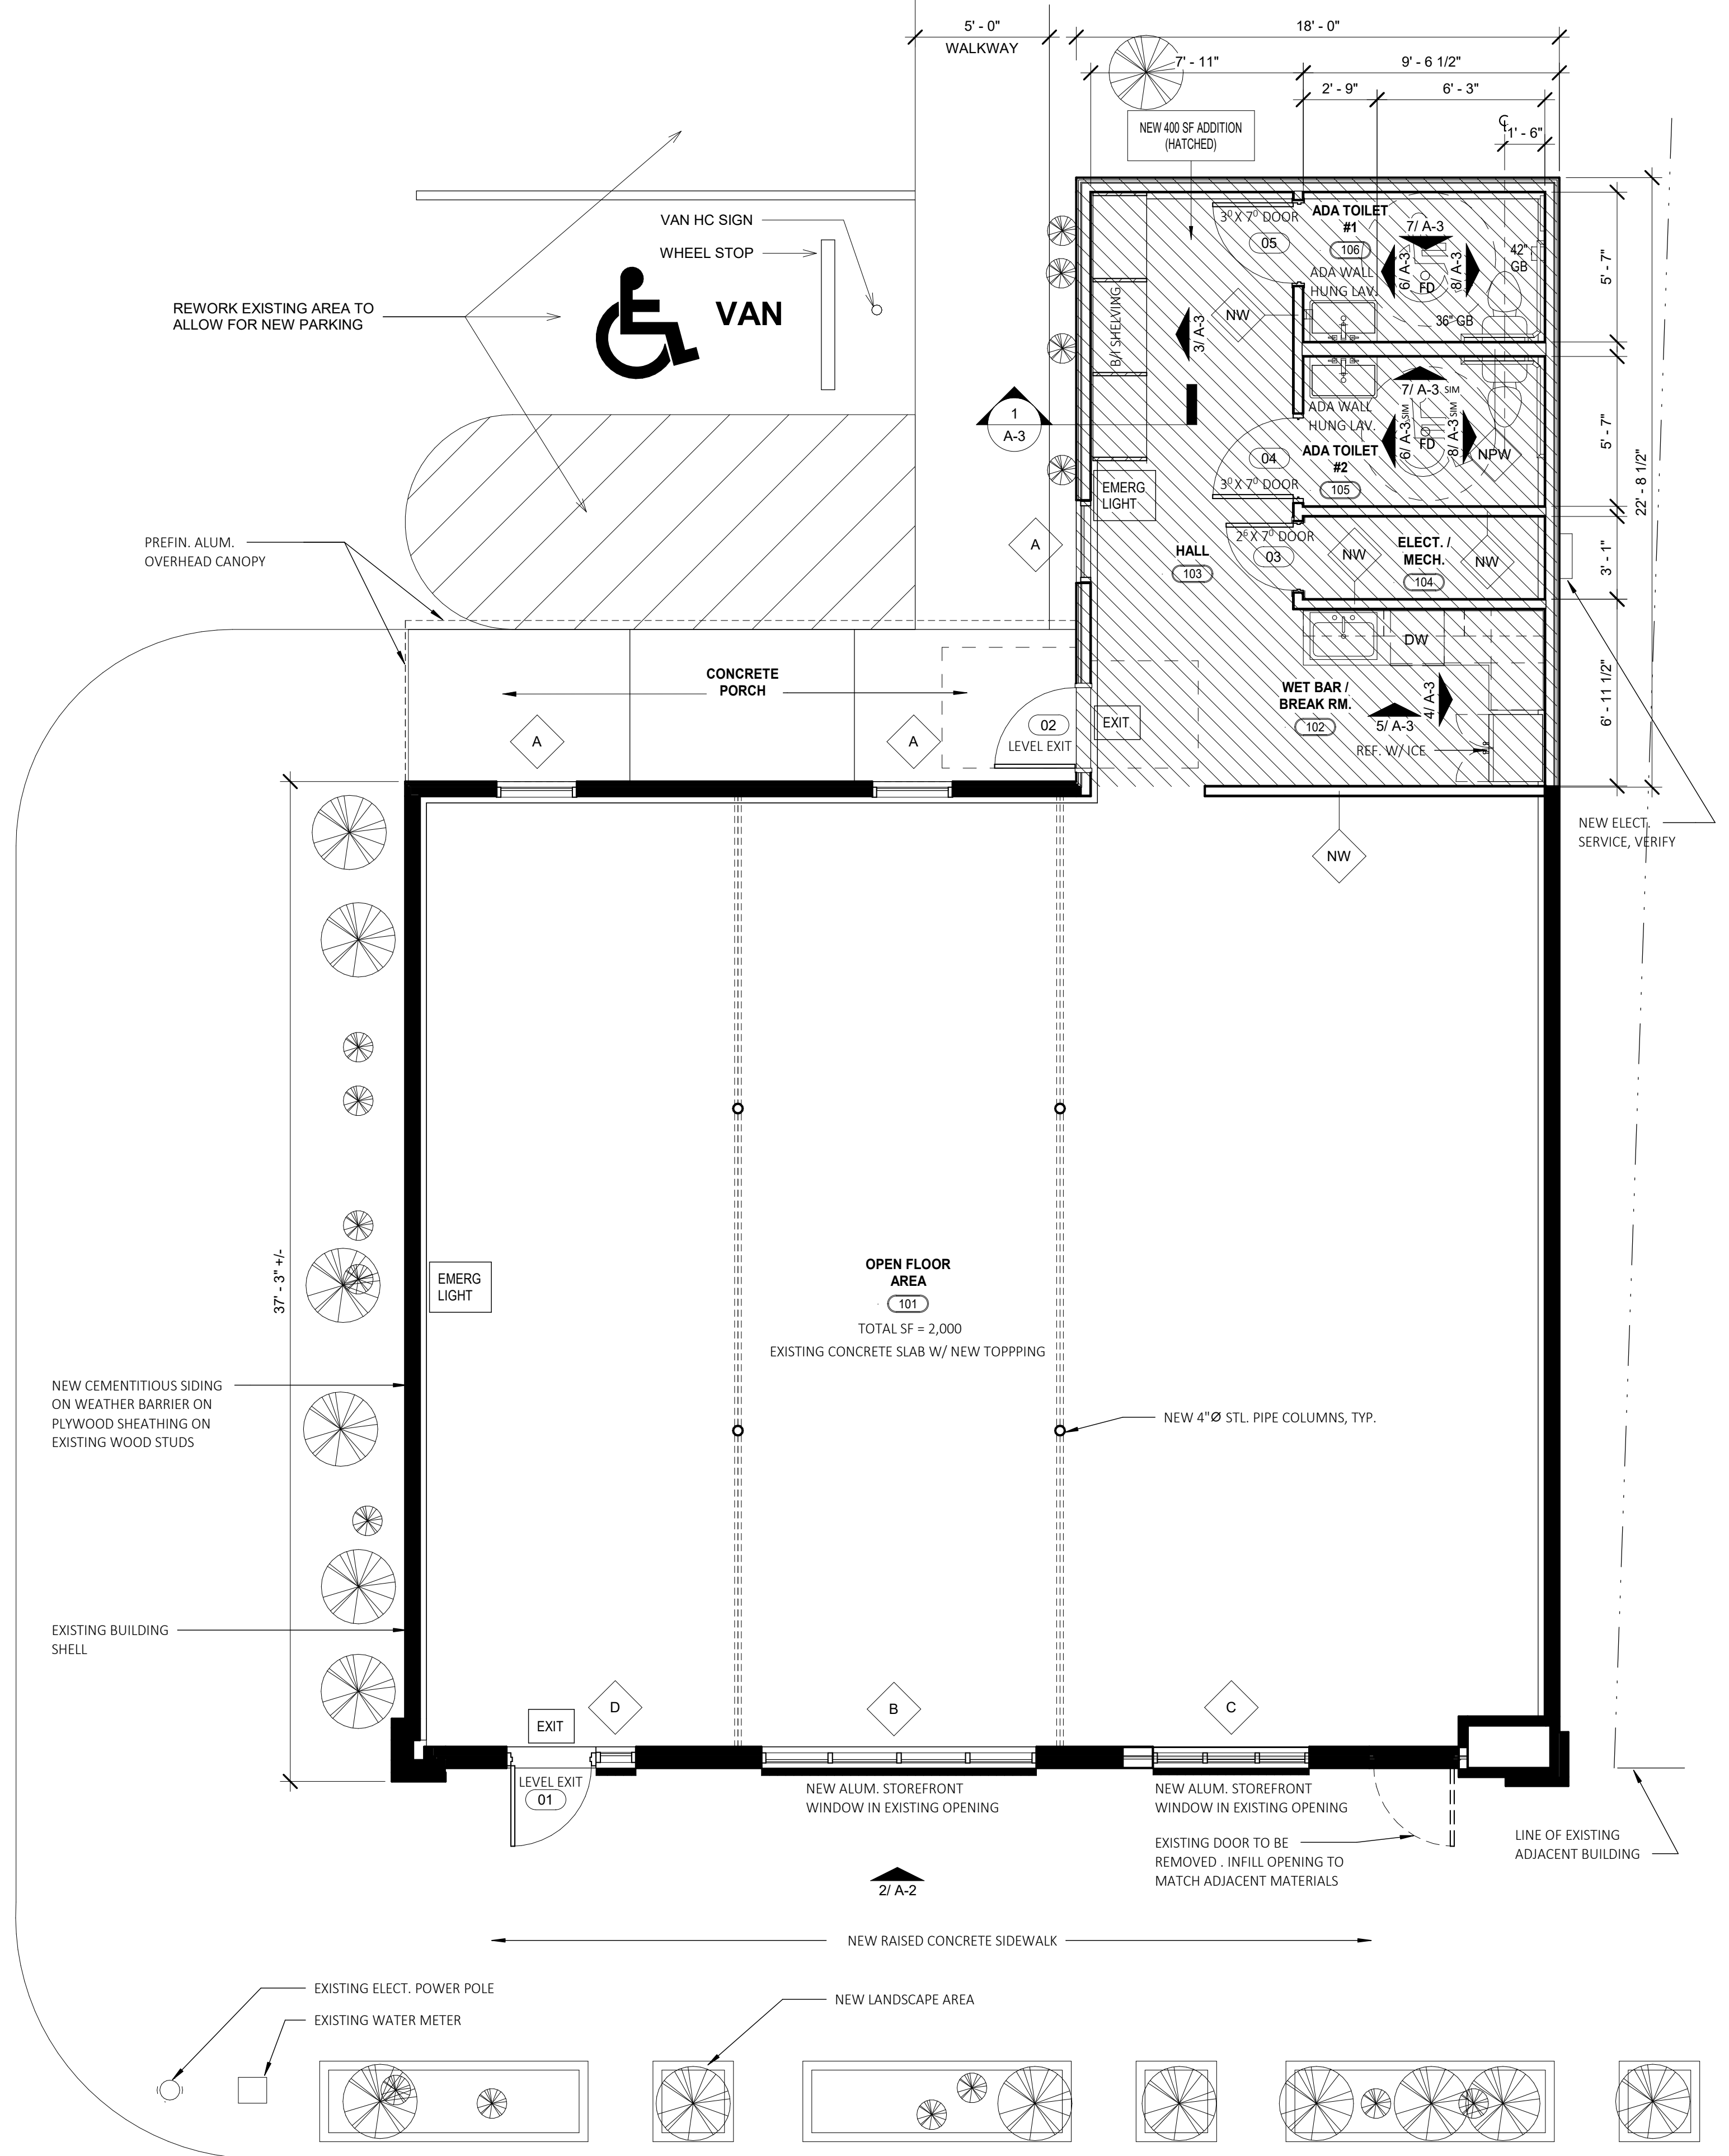 5' - 0"
WALKWAY
18' - 0"
7' - 11"
9' - 6 1/2"
2' - 9"
6' - 3"
1' - 6"
NEW 400 SF ADDITION
(HATCHED)
VAN HC SIGN
WHEEL STOP
VAN
REWORK EXISTING AREA TO
ALLOW FOR NEW PARKING
3⁰ X 7⁰ DOOR
05
ADA TOILET
#1
106
7/ A-3
6/ A-3
8/ A-3
FD
42"
GB
36" GB
ADA WALL
HUNG LAV.
NW
B/I SHELVING
3/ A-3
5' - 7"
1
A-3
ADA WALL
HUNG LAV.
7/ A-3 SIM
6/ A-3 SIM
8/ A-3 SIM
FD
NPW
ADA TOILET
#2
105
04
3⁰ X 7⁰ DOOR
5' - 7"
22' - 8 1/2"
EMERG
LIGHT
A
HALL
103
2⁶ X 7⁰ DOOR
03
NW
ELECT. /
MECH.
104
NW
3' - 1"
PREFIN. ALUM.
OVERHEAD CANOPY
CONCRETE
PORCH
A
A
02
LEVEL EXIT
EXIT
DW
WET BAR /
BREAK RM.
102
5/ A-3
4/ A-3
REF. W/ ICE
6' - 11 1/2"
NEW ELECT.
SERVICE, VERIFY
NW
37' - 3" +/-
EMERG
LIGHT
OPEN FLOOR
AREA
101
TOTAL SF = 2,000
EXISTING CONCRETE SLAB W/ NEW TOPPPING
NEW CEMENTITIOUS SIDING
ON WEATHER BARRIER ON
PLYWOOD SHEATHING ON
EXISTING WOOD STUDS
NEW 4"Ø STL. PIPE COLUMNS, TYP.
EXISTING BUILDING
SHELL
EXIT
D
B
C
LEVEL EXIT
01
NEW ALUM. STOREFRONT
WINDOW IN EXISTING OPENING
NEW ALUM. STOREFRONT
WINDOW IN EXISTING OPENING
EXISTING DOOR TO BE
REMOVED . INFILL OPENING TO
MATCH ADJACENT MATERIALS
LINE OF EXISTING
ADJACENT BUILDING
2/ A-2
NEW RAISED CONCRETE SIDEWALK
EXISTING ELECT. POWER POLE
EXISTING WATER METER
NEW LANDSCAPE AREA